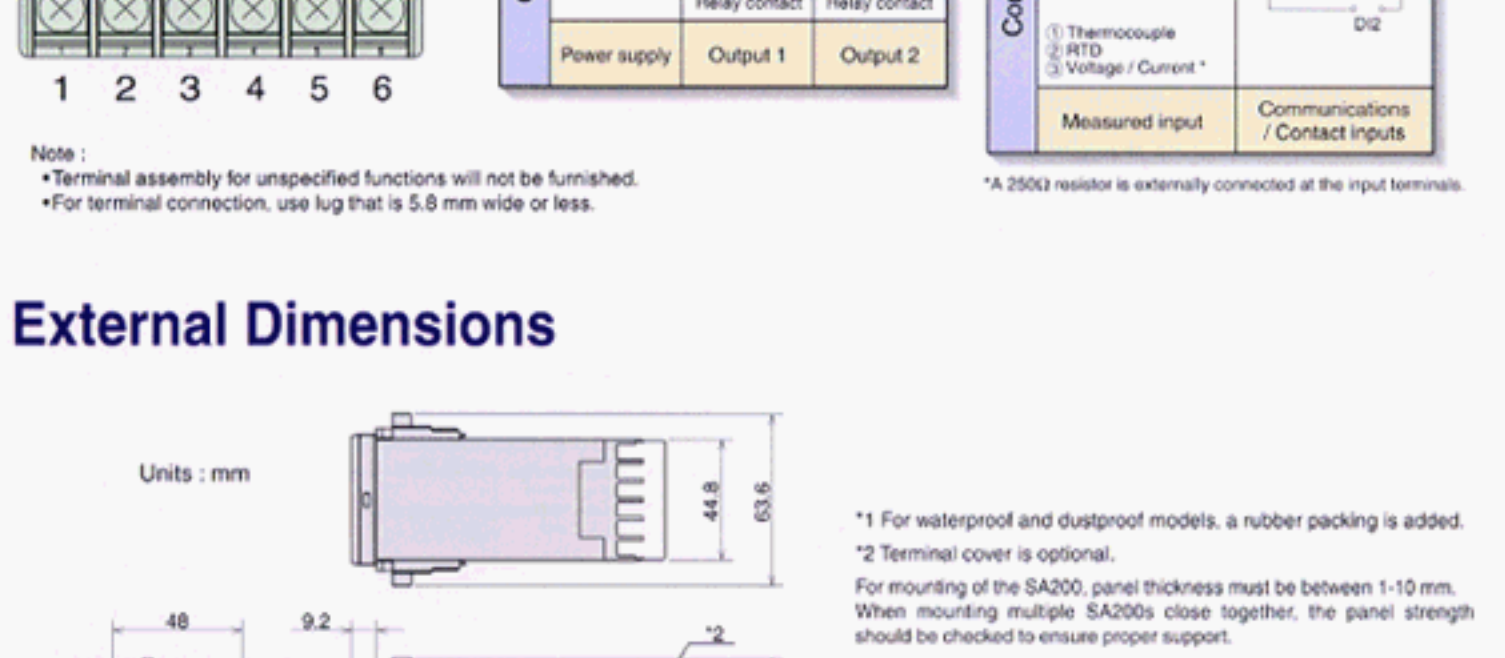 Relay contact Relay contact
Power supply Output 1 Output 2
1 2 3 4 5 6
DI2
① Thermocouple
② RTD
③ Voltage / Current *
Measured input
Communications
/ Contact inputs
Note :
•Terminal assembly for unspecified functions will not be furnished.
•For terminal connection, use lug that is 5.8 mm wide or less.
*A 250Ω resistor is externally connected at the input terminals.
External Dimensions
Units : mm
44.8
63.6
48
9.2
*2
*1 For waterproof and dustproof models, a rubber packing is added.
*2 Terminal cover is optional.
For mounting of the SA200, panel thickness must be between 1-10 mm.
When mounting multiple SA200s close together, the panel strength
should be checked to ensure proper support.